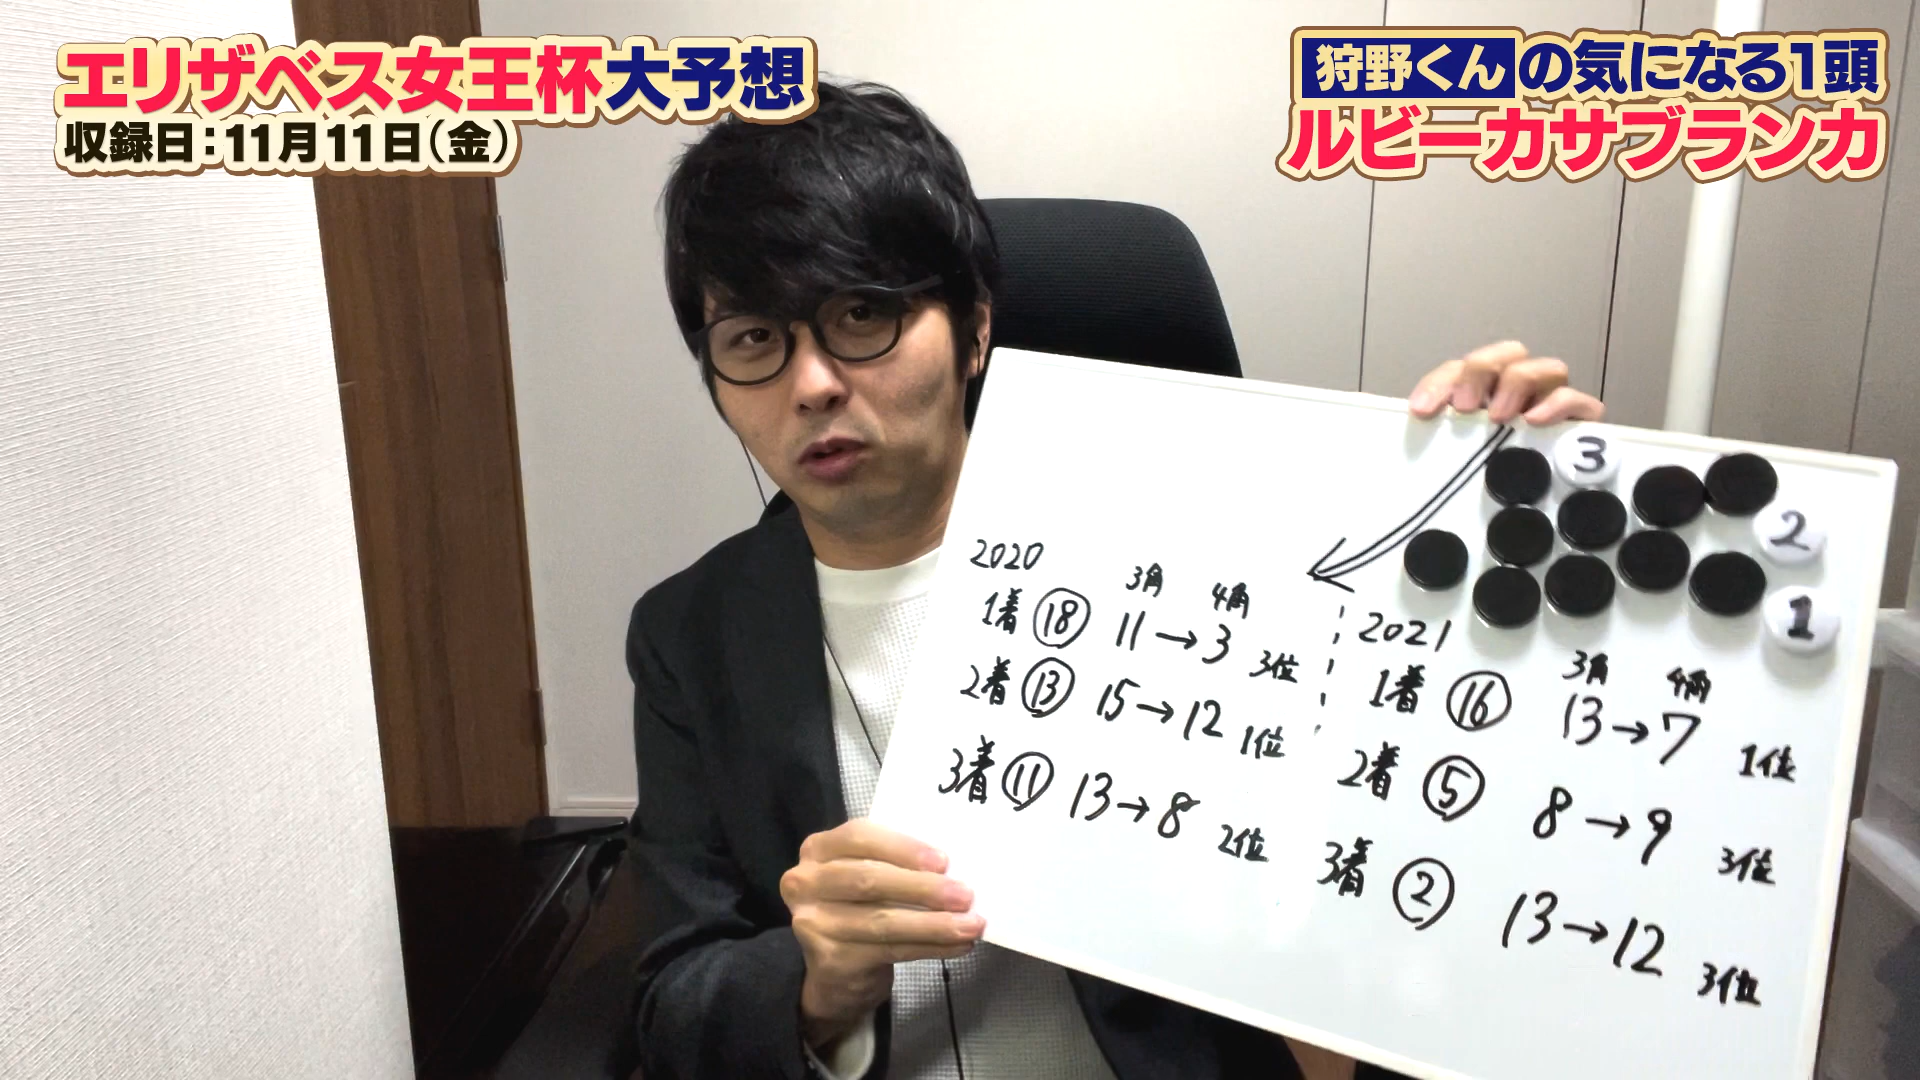 エリザベス女王杯大予想
収録日：11月11日（金）
狩野くんの気になる1頭
ルビーカサブランカ
3
2
1
2020
3角 4角
1着 ⑱ 11→3 3位
2着 ⑬ 15→12 1位
3着 ⑪ 13→8 2位
2021
3角 4角
1着 ⑯ 13→7 1位
2着 ⑤ 8→9 3位
3着 ② 13→12 3位